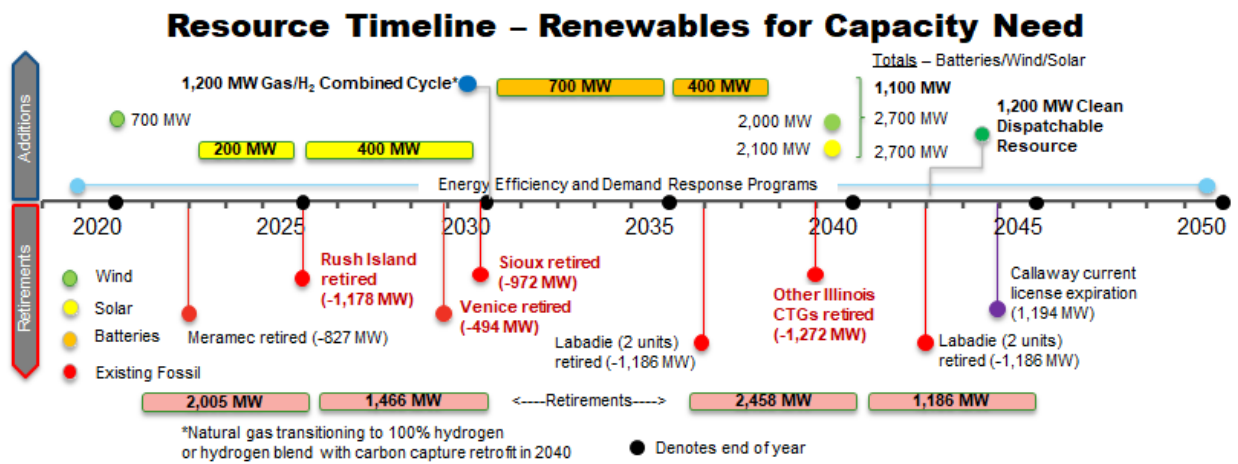 Resource Timeline – Renewables for Capacity Need
Additions
Retirements
Totals – Batteries/Wind/Solar
1,200 MW Gas/H₂ Combined Cycle*
700 MW
400 MW
1,100 MW
1,200 MW Clean
Dispatchable
Resource
700 MW
2,000 MW
2,700 MW
200 MW
400 MW
2,100 MW
2,700 MW
Energy Efficiency and Demand Response Programs
2020
2025
2030
2035
2040
2045
2050
Wind
Solar
Batteries
Existing Fossil
Meramec retired (-827 MW)
Rush Island
retired
(-1,178 MW)
Venice retired
(-494 MW)
Sioux retired
(-972 MW)
Labadie (2 units)
retired (-1,186 MW)
Other Illinois
CTGs retired
(-1,272 MW)
Labadie (2 units)
retired (-1,186 MW)
Callaway current
license expiration
(1,194 MW)
2,005 MW
1,466 MW
<----Retirements---->
2,458 MW
1,186 MW
*Natural gas transitioning to 100% hydrogen
or hydrogen blend with carbon capture retrofit in 2040
Denotes end of year